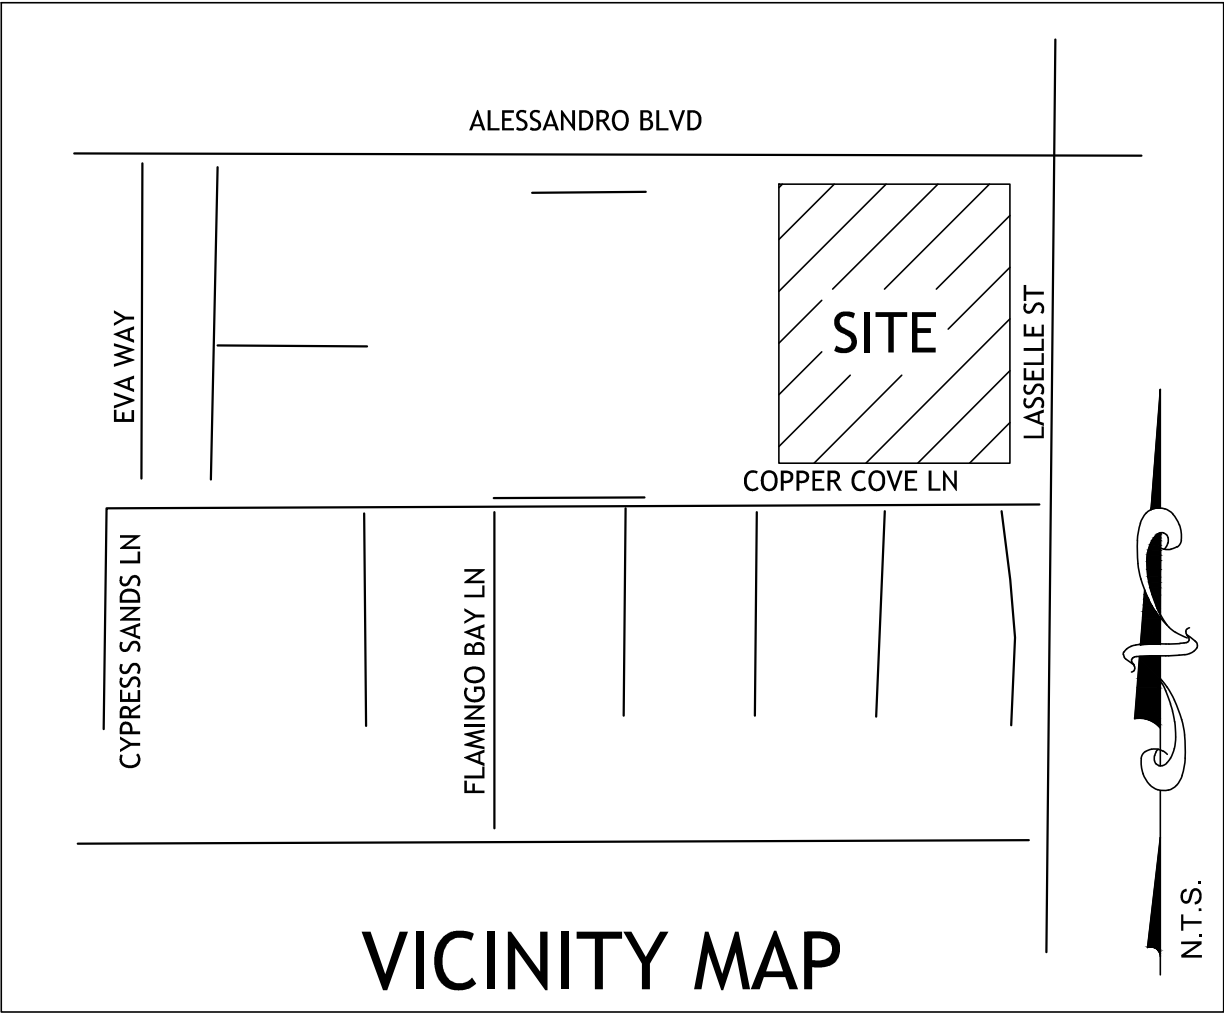 ALESSANDRO BLVD
EVA WAY
SITE
LASSELLE ST
COPPER COVE LN
CYPRESS SANDS LN
FLAMINGO BAY LN
N.T.S.
VICINITY MAP